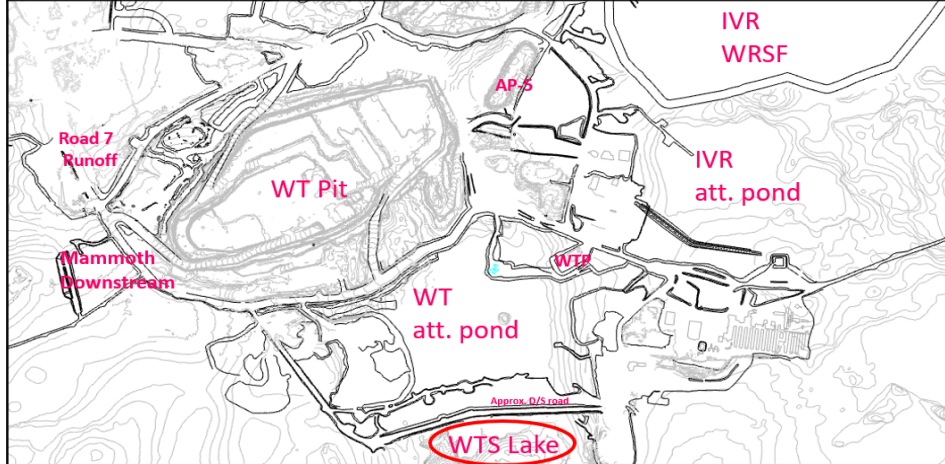 IVR
WRSF
AP-5
Road 7
Runoff
IVR
att. pond
WT Pit
Mammoth
Downstream
WTP
WT
att. pond
Approx. D/S road
WTS Lake